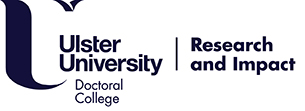 Ulster
University
Doctoral
College
Research
and Impact